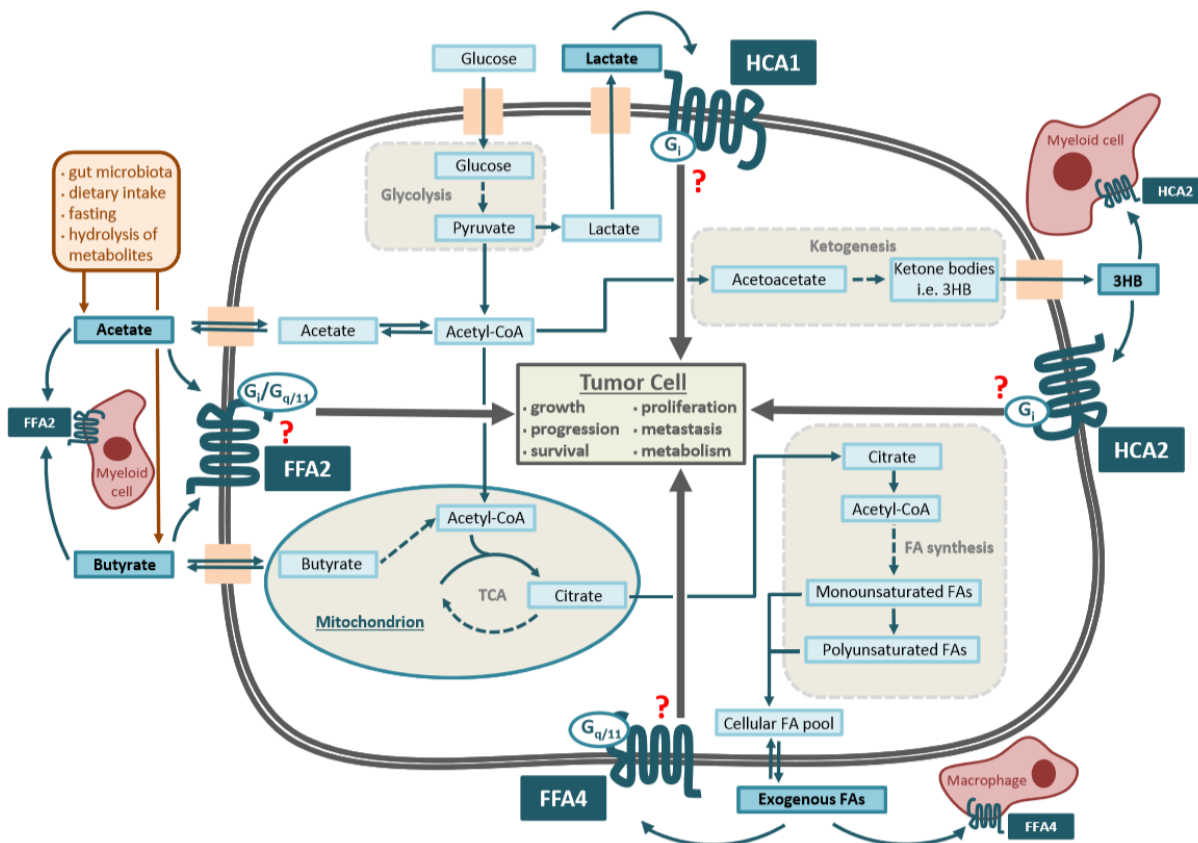 Glucose
Lactate
HCA1
Gi
?
Glucose
Glycolysis
Pyruvate
Lactate
· gut microbiota
· dietary intake
· fasting
· hydrolysis of
metabolites
Myeloid cell
HCA2
Ketogenesis
Acetoacetate
Ketone bodies
i.e. 3HB
3HB
Acetate
Acetate
Acetyl-CoA
Gi/Gq/11
?
FFA2
FFA2
Myeloid
cell
Tumor Cell
· growth
· progression
· survival
· proliferation
· metastasis
· metabolism
?
Gi
HCA2
Butyrate
Acetyl-CoA
Butyrate
TCA
Citrate
Mitochondrion
Citrate
Acetyl-CoA
FA synthesis
Monounsaturated FAs
Polyunsaturated FAs
Gq/11
?
FFA4
Cellular FA pool
Exogenous FAs
Macrophage
FFA4